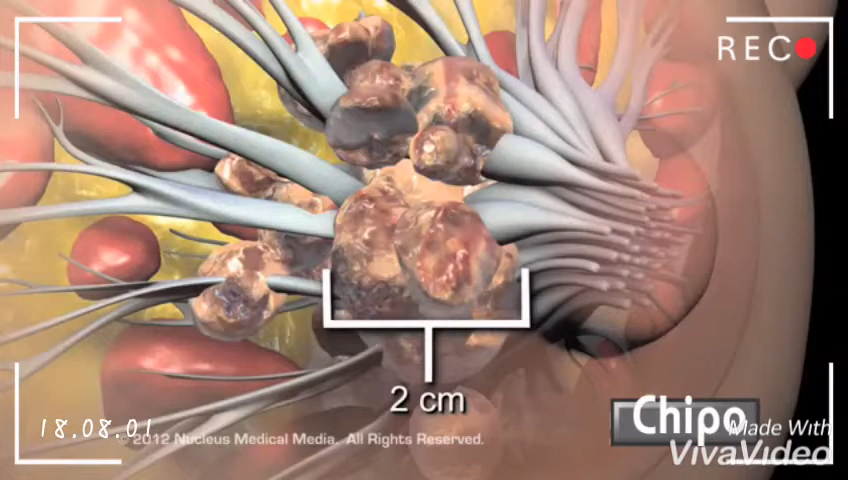 REC
2 cm
18.08.01
© 2012 Nucleus Medical Media. All Rights Reserved.
Chipo
Made With
VivaVideo